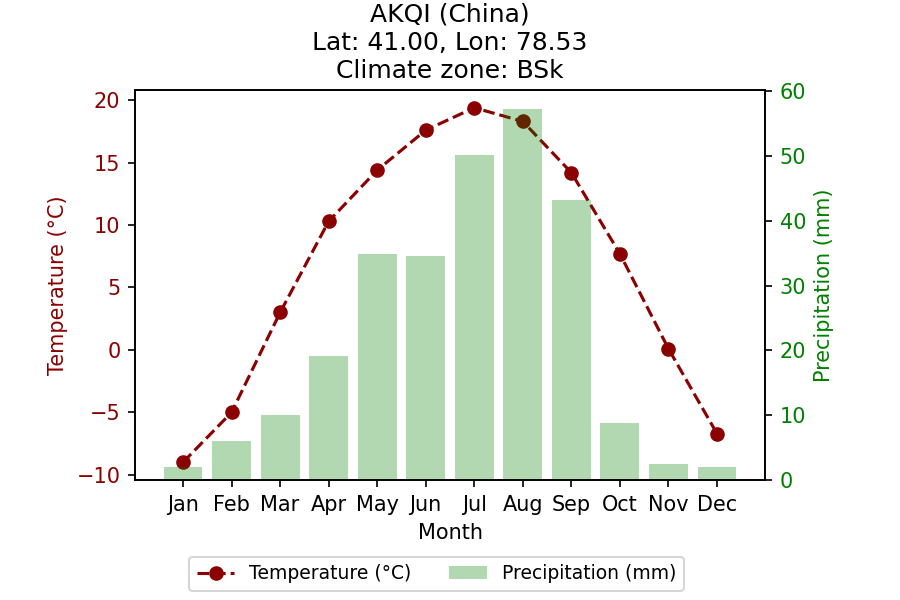 AKQI (China)
Lat: 41.00, Lon: 78.53
Climate zone: BSk
20
15
10
5
0
−5
−10
Temperature (°C)
60
50
40
30
20
10
0
Precipitation (mm)
Jan Feb Mar Apr May Jun Jul Aug Sep Oct Nov Dec
Month
Temperature (°C) Precipitation (mm)